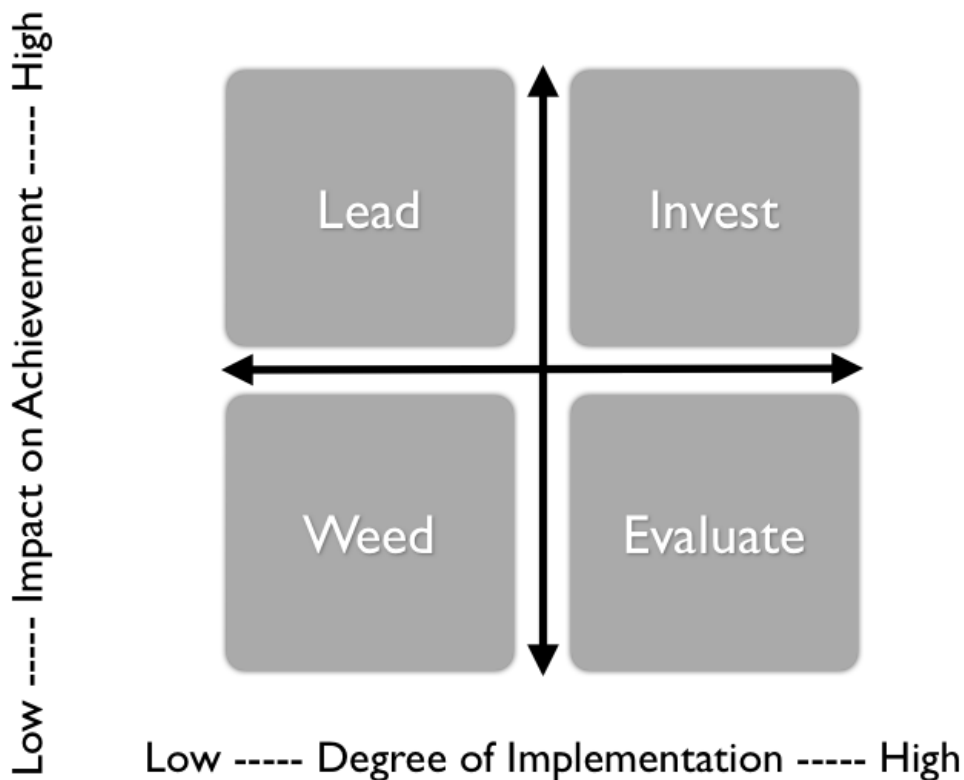 Low ----- Impact on Achievement ----- High
Lead
Invest
Weed
Evaluate
Low ----- Degree of Implementation ----- High